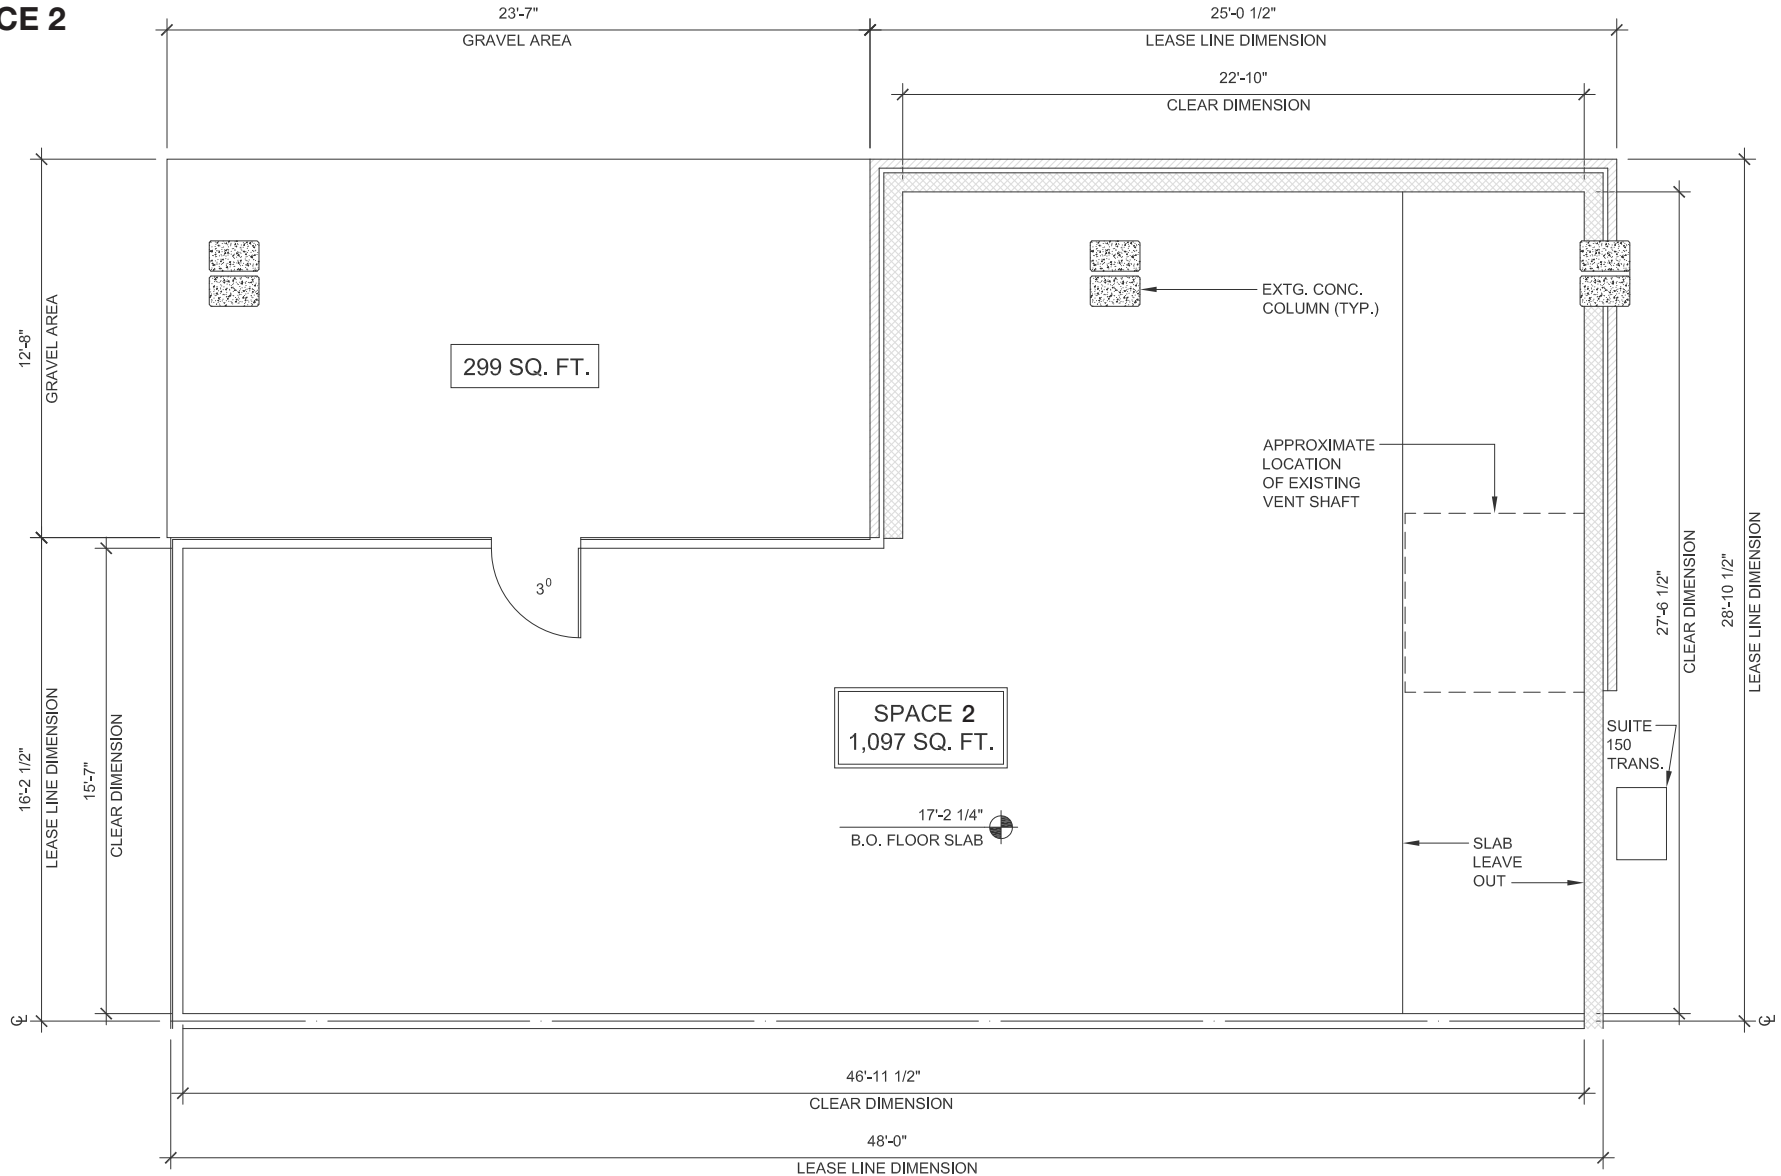 CE 2
23'-7"
GRAVEL AREA
25'-0 1/2"
LEASE LINE DIMENSION
22'-10"
CLEAR DIMENSION
12'-8"
GRAVEL AREA
299 SQ. FT.
EXTG. CONC.
COLUMN (TYP.)
APPROXIMATE
LOCATION
OF EXISTING
VENT SHAFT
3⁰
27'-6 1/2"
CLEAR DIMENSION
28'-10 1/2"
LEASE LINE DIMENSION
16'-2 1/2"
LEASE LINE DIMENSION
15'-7"
CLEAR DIMENSION
SPACE 2
1,097 SQ. FT.
SUITE
150
TRANS.
17'-2 1/4"
B.O. FLOOR SLAB
SLAB
LEAVE
OUT
℄
℄
46'-11 1/2"
CLEAR DIMENSION
48'-0"
LEASE LINE DIMENSION